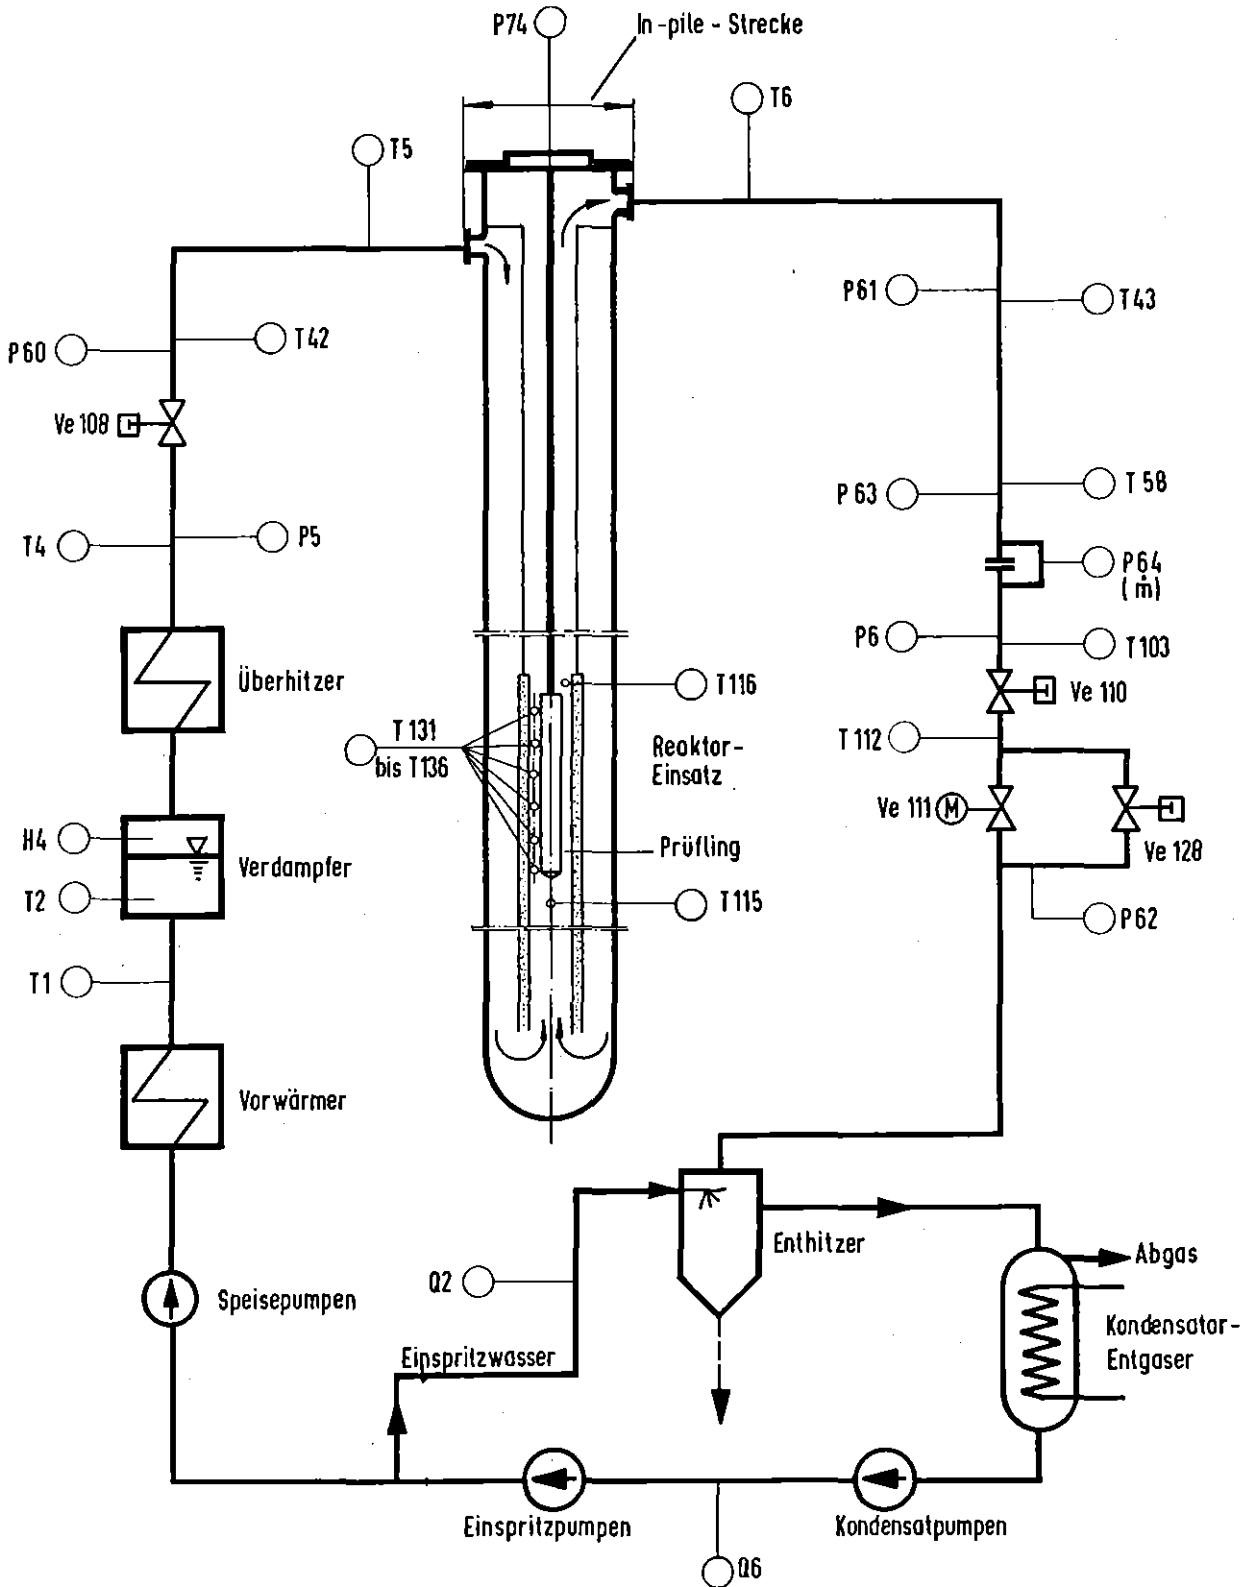 P74
In-pile-Strecke
T6
T5
P61
T43
P60
T42
Ve 108
P63
T58
T4
P5
P64
(ṁ)
P6
T103
Überhitzer
T116
Ve 110
T131
bis T136
Reaktor-
Einsatz
T112
H4
Verdampfer
Prüfling
Ve 111
M
Ve 128
T2
T115
P62
T1
Vorwärmer
Enthitzer
Abgas
Q2
Speisepumpen
Kondensator-
Entgaser
Einspritzwasser
Einspritzpumpen
Kondensatpumpen
Q6